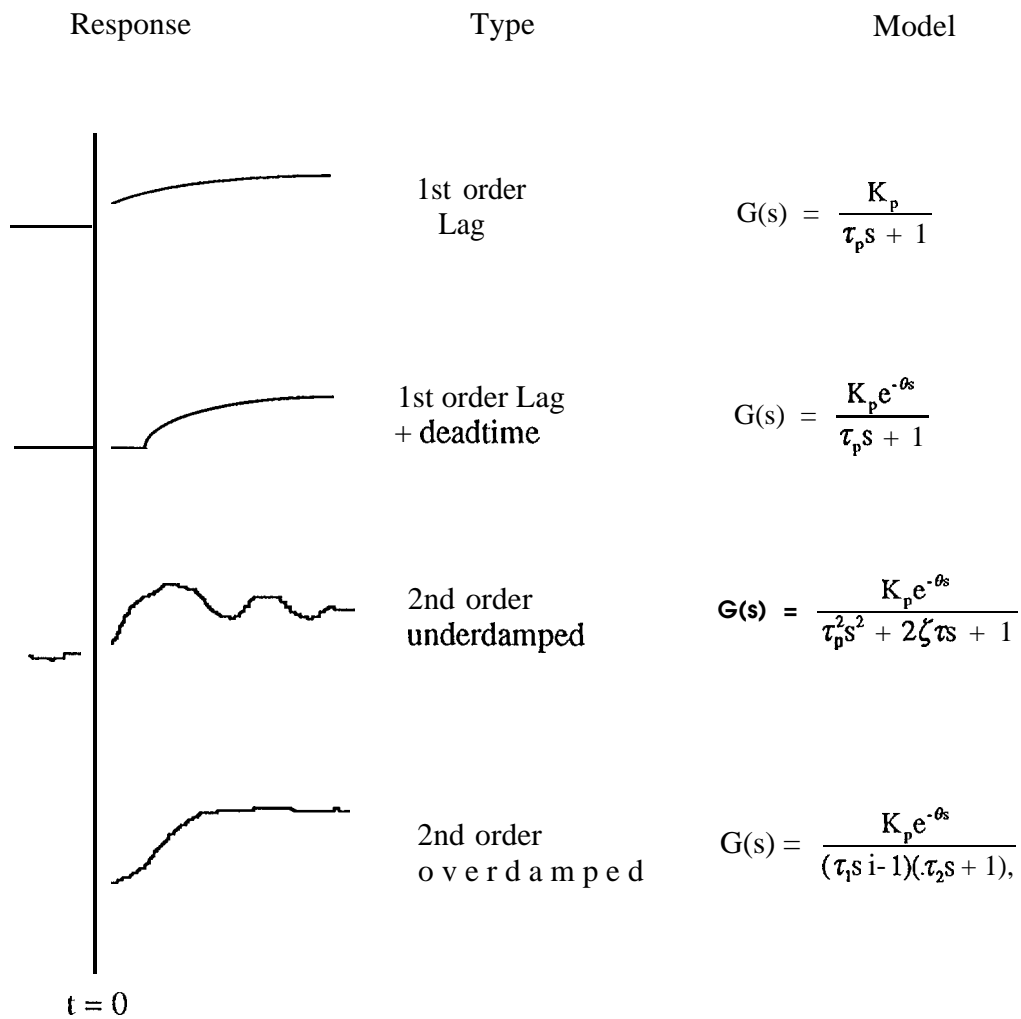 Response Type Model
1st order
Lag
G(s) = K_p / τ_p s + 1
1st order Lag
+ deadtime
G(s) = K_p e^{-θs} / τ_p s + 1
2nd order
underdamped
G(s) = K_p e^{-θs} / τ_p^2 s^2 + 2ζτs + 1
2nd order
overdamped
G(s) = K_p e^{-θs} / (τ_1 s i- 1)(.τ_2 s + 1),
t = 0